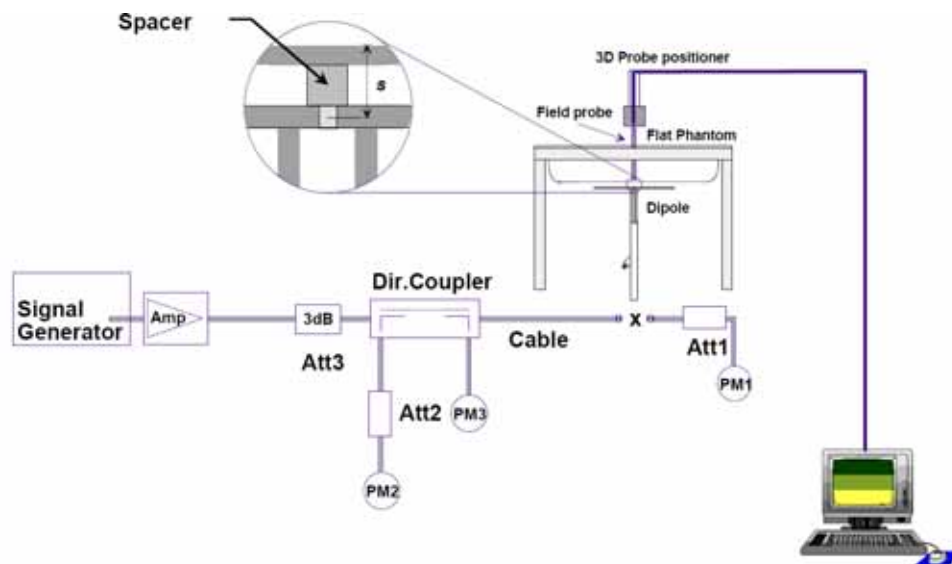 Spacer
s
3D Probe positioner
Field probe
Flat Phantom
Dipole
Signal
Generator
Amp
3dB
Att3
Dir.Coupler
Cable
x
Att1
PM1
Att2
PM3
PM2